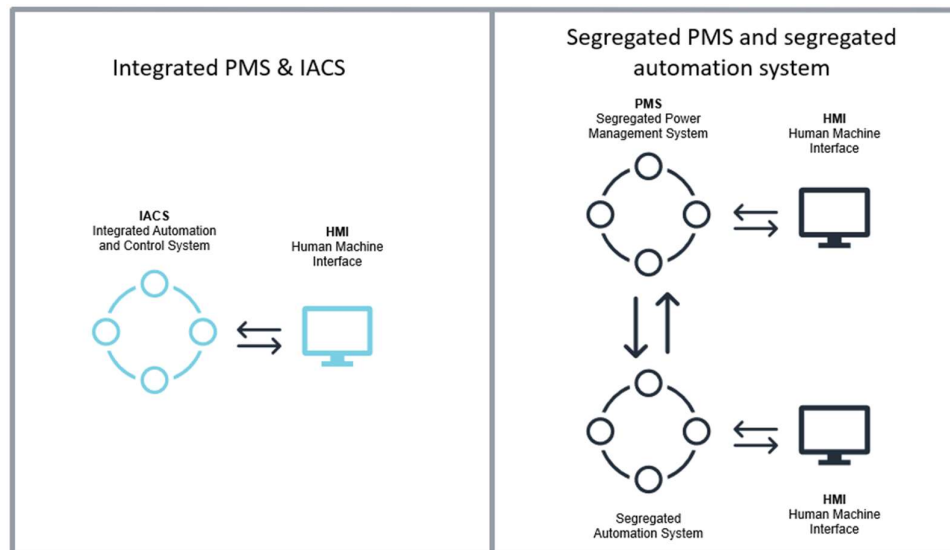 Integrated PMS & IACS
IACS
Integrated Automation
and Control System
HMI
Human Machine
Interface
Segregated PMS and segregated
automation system
PMS
Segregated Power
Management System
HMI
Human Machine
Interface
Segregated
Automation System
HMI
Human Machine
Interface